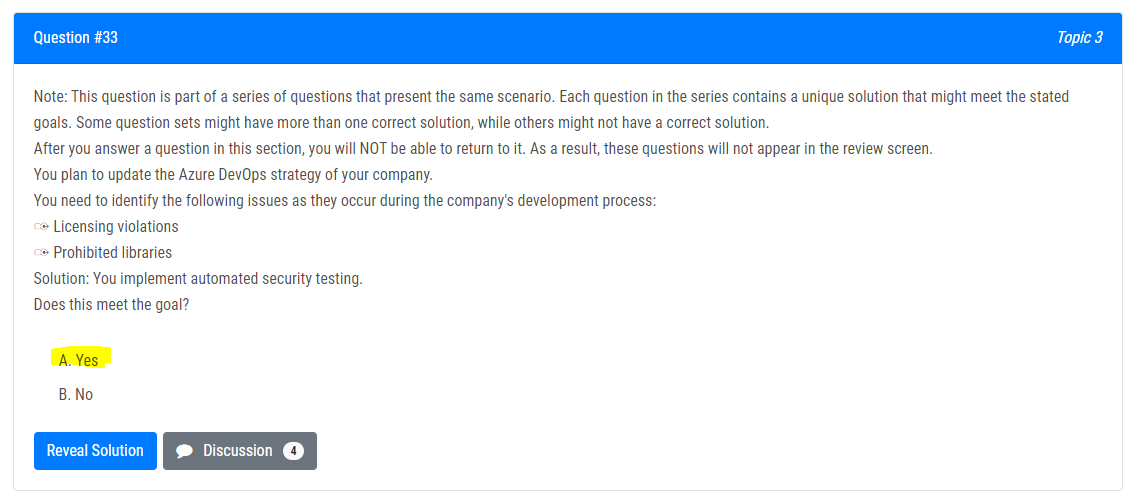 Question #33
Topic 3
Note: This question is part of a series of questions that present the same scenario. Each question in the series contains a unique solution that might meet the stated
goals. Some question sets might have more than one correct solution, while others might not have a correct solution.
After you answer a question in this section, you will NOT be able to return to it. As a result, these questions will not appear in the review screen.
You plan to update the Azure DevOps strategy of your company.
You need to identify the following issues as they occur during the company's development process:
Licensing violations
Prohibited libraries
Solution: You implement automated security testing.
Does this meet the goal?
A. Yes
B. No
Reveal Solution
Discussion 4